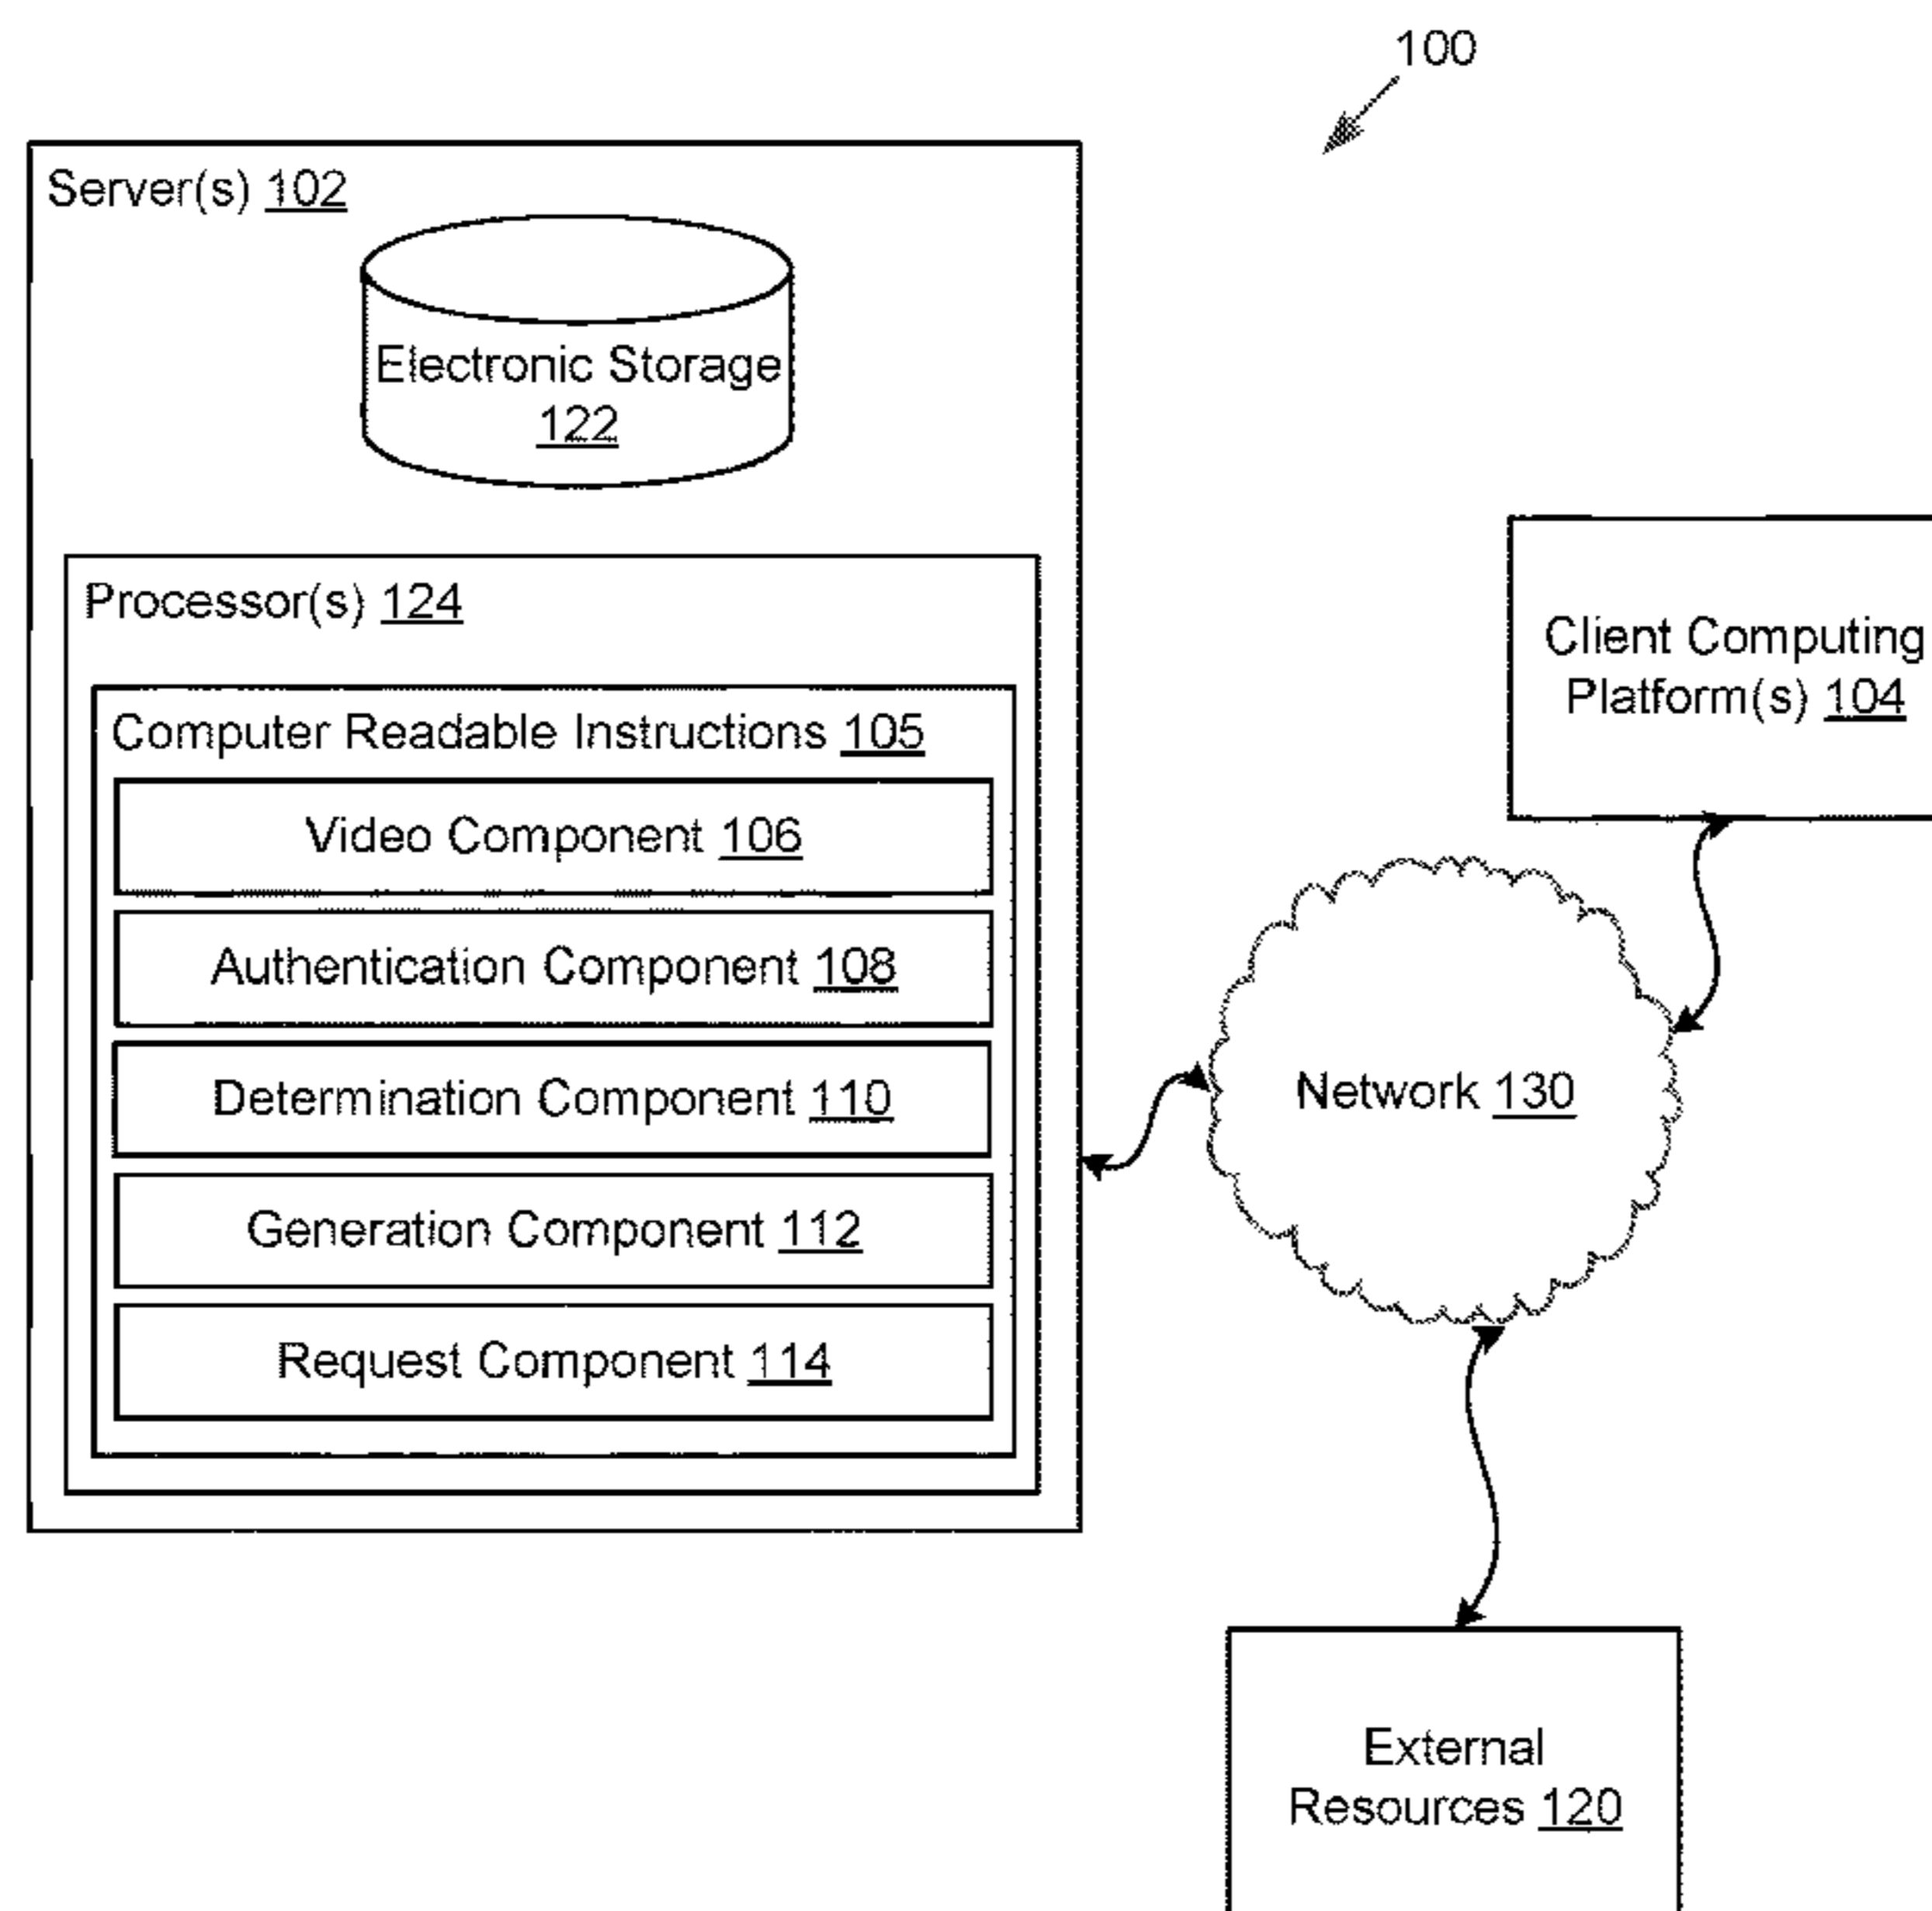 100
Server(s) 102
Electronic Storage
122
Processor(s) 124
Computer Readable Instructions 105
Video Component 106
Authentication Component 108
Determination Component 110
Generation Component 112
Request Component 114
Client Computing
Platform(s) 104
Network 130
External
Resources 120